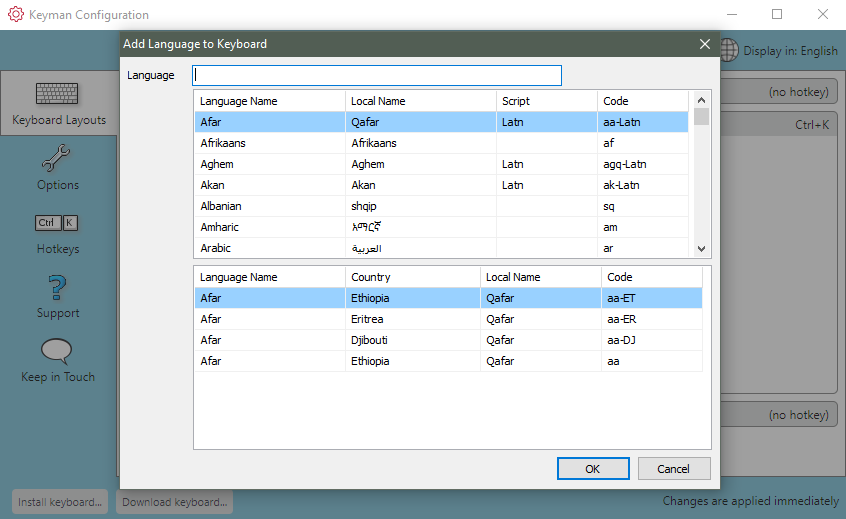 Keyman Configuration
Add Language to Keyboard
Display in: English
Language
Language Name Local Name Script Code
Afar Qafar Latn aa-Latn
Afrikaans Afrikaans af
Aghem Aghem Latn agq-Latn
Akan Akan Latn ak-Latn
Albanian shqip sq
Amharic አማርኛ am
Arabic العربية ar
Language Name Country Local Name Code
Afar Ethiopia Qafar aa-ET
Afar Eritrea Qafar aa-ER
Afar Djibouti Qafar aa-DJ
Afar Ethiopia Qafar aa
OK Cancel
Keyboard Layouts
Options
Ctrl K
Hotkeys
?
Support
Keep in Touch
(no hotkey)
Ctrl+K
(no hotkey)
Install keyboard... Download keyboard... Changes are applied immediately